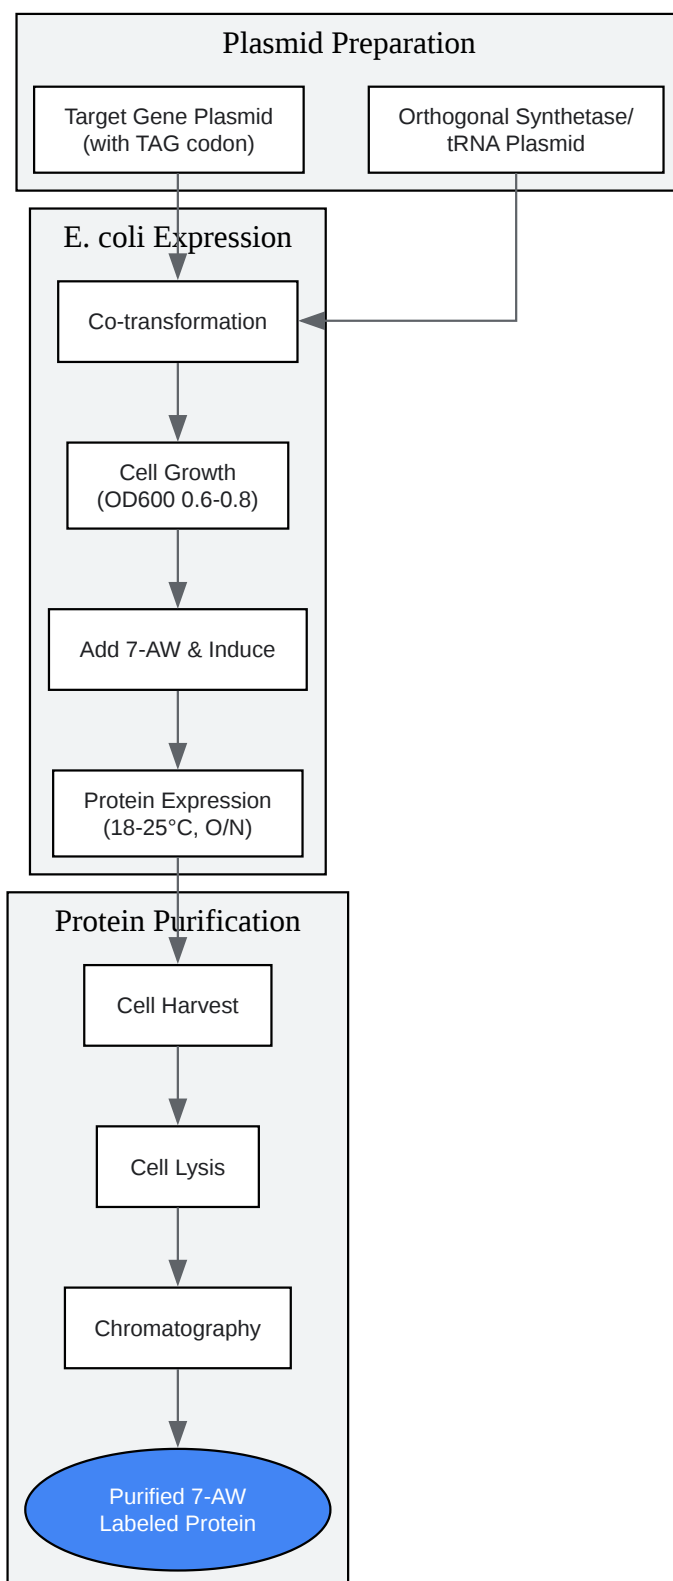 Plasmid Preparation
Target Gene Plasmid
(with TAG codon)
Orthogonal Synthetase/
tRNA Plasmid
E. coli Expression
Co-transformation
Cell Growth
(OD600 0.6-0.8)
Add 7-AW & Induce
Protein Expression
(18-25°C, O/N)
Protein Purification
Cell Harvest
Cell Lysis
Chromatography
Purified 7-AW
Labeled Protein